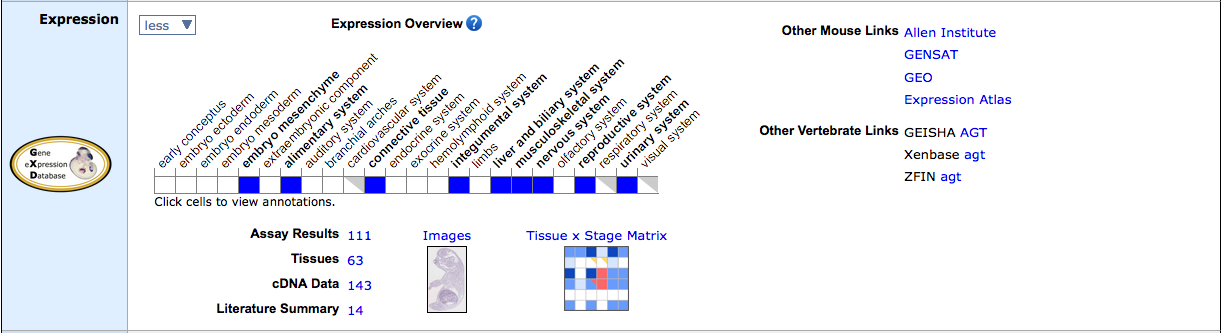 Expression
less
Expression Overview ?
early conceptus
embryo ectoderm
embryo endoderm
embryo mesoderm
embryo mesenchyme
extraembryonic component
alimentary system
auditory system
branchial arches
cardiovascular system
connective tissue
endocrine system
exocrine system
hemolymphoid system
integumental system
limbs
liver and biliary system
musculoskeletal system
nervous system
olfactory system
reproductive system
respiratory system
urinary system
visual system
Click cells to view annotations.
Gene
eXpression
Database
Assay Results 111
Tissues 63
cDNA Data 143
Literature Summary 14
Images
Tissue x Stage Matrix
Other Mouse Links Allen Institute
GENSAT
GEO
Expression Atlas
Other Vertebrate Links GEISHA AGT
Xenbase agt
ZFIN agt